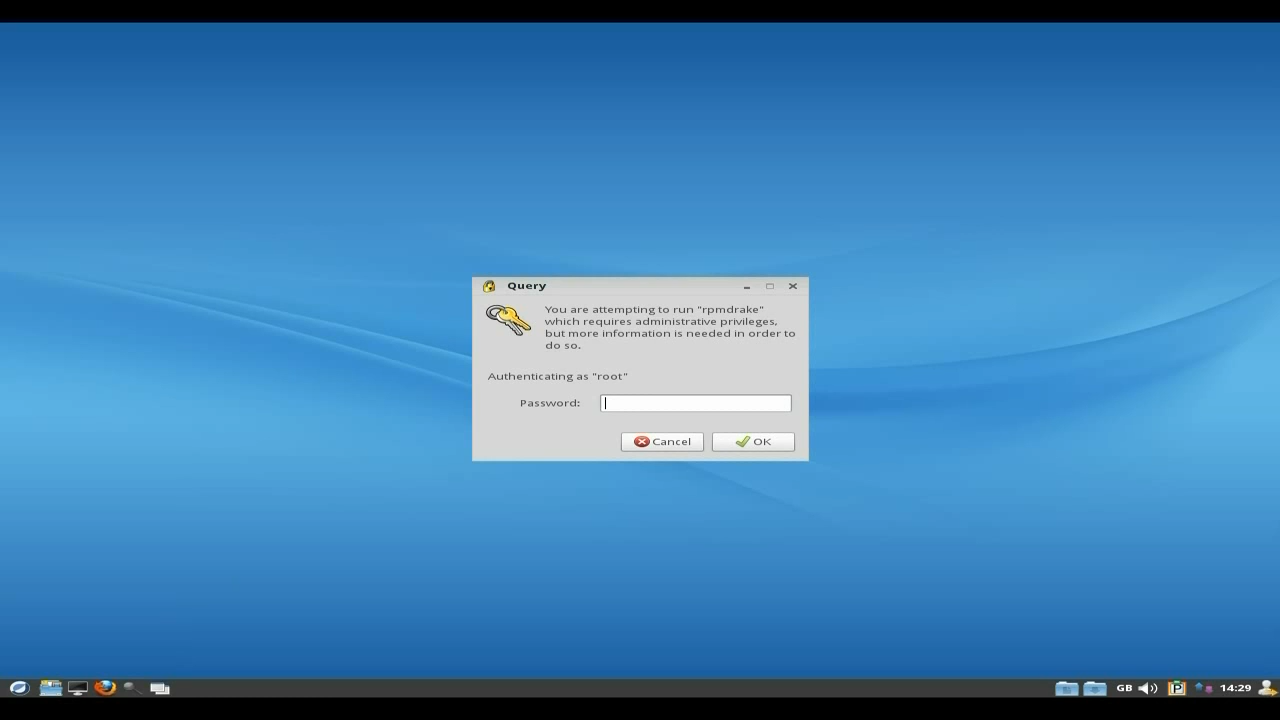 Query
You are attempting to run "rpmdrake"
which requires administrative privileges,
but more information is needed in order to
do so.
Authenticating as "root"
Password:
Cancel
OK
GB
P
14:29